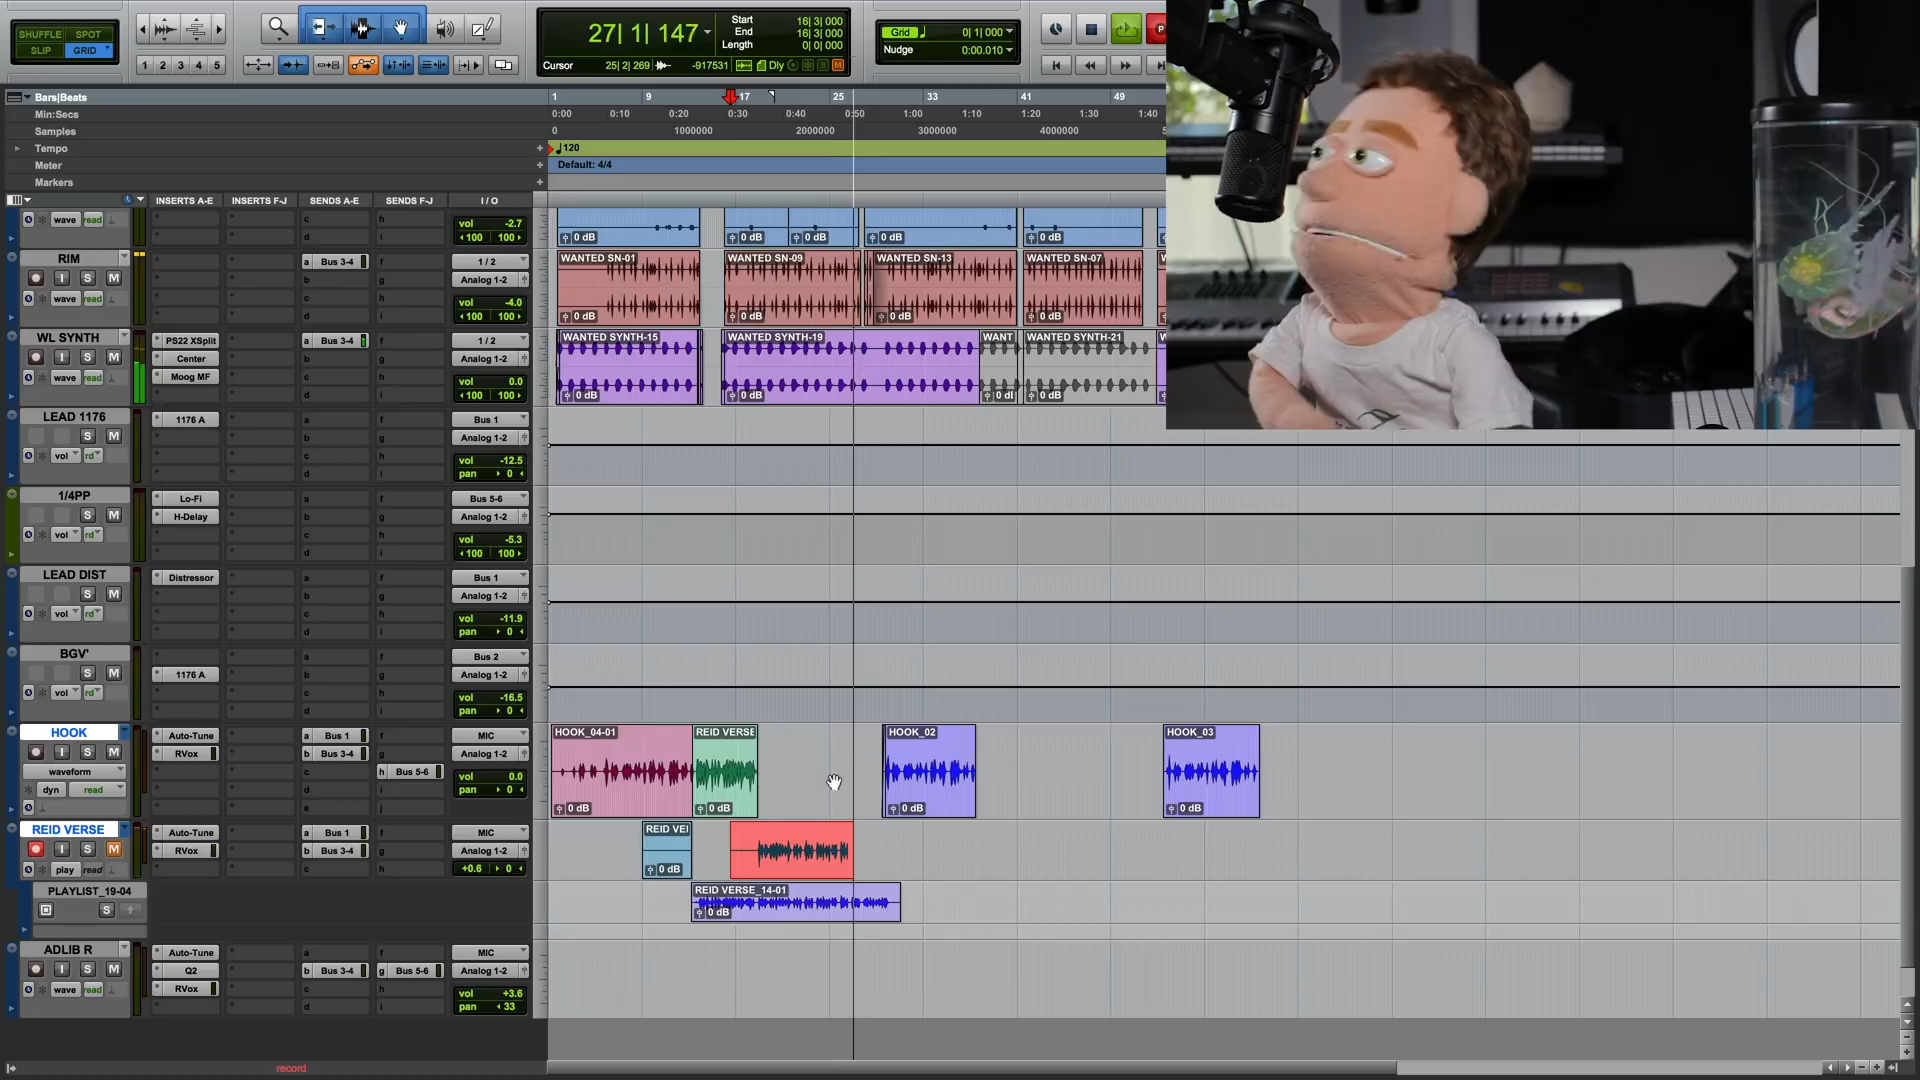 SHUFFLE SPOT
SLIP GRID
1 2 3 4 5
27| 1| 147
Start 16| 3| 000
End 16| 3| 000
Length 0| 0| 000
Cursor 25| 2| 269 -917531 Dly
Grid 0| 1| 000
Nudge 0:00.010
Bars|Beats 1 9 17 25 33 41 49
Min:Secs 0:00 0:10 0:20 0:30 0:40 0:50 1:00 1:10 1:20 1:30 1:40
Samples 0 1000000 2000000 3000000 4000000
Tempo 120
Meter Default: 4/4
Markers
INSERTS A-E INSERTS F-J SENDS A-E SENDS F-J I / O
wave read c h vol -2.7
d i 100 100
0 dB 0 dB 0 dB 0 dB 0 dB
RIM a Bus 3-4 f 1 / 2
I S M b g Analog 1-2
wave read c h vol -4.0
d i 100 100
WANTED SN-01 WANTED SN-09 WANTED SN-13 WANTED SN-07
0 dB 0 dB 0 dB 0 dB
WL SYNTH PS22 XSplit a Bus 3-4 f 1 / 2
I S M Center b g Analog 1-2
wave read Moog MF c h vol 0.0
d i 100 100
WANTED SYNTH-15 WANTED SYNTH-19 WANT WANTED SYNTH-21
0 dB 0 dB 0 dB 0 dB
LEAD 1176 1176 A a f Bus 1
S M b g Analog 1-2
vol rd c h vol -12.5
d i pan 0
1/4PP Lo-Fi a f Bus 5-6
S M H-Delay b g Analog 1-2
vol rd c h vol -5.3
d i 100 100
LEAD DIST Distressor a f Bus 1
S M b g Analog 1-2
vol rd c h vol -11.9
d i pan 0
BGV' a f Bus 2
S M 1176 A b g Analog 1-2
vol rd c h vol -16.5
d i pan 0
HOOK Auto-Tune a Bus 1 f MIC
I S M RVox b Bus 3-4 g Analog 1-2
waveform c h Bus 5-6 vol 0.0
dyn read d i pan 0
e j
HOOK_04-01 REID VERSE HOOK_02 HOOK_03
0 dB 0 dB 0 dB 0 dB
REID VERSE Auto-Tune a Bus 1 f MIC
I S M RVox b Bus 3-4 g Analog 1-2
play read c h +0.6 0
REID VE
0 dB
PLAYLIST_19-04
S
REID VERSE_14-01
0 dB
ADLIB R Auto-Tune a f MIC
I S M Q2 b Bus 3-4 g Bus 5-6 Analog 1-2
wave read RVox c h vol +3.6
d i pan 33
record